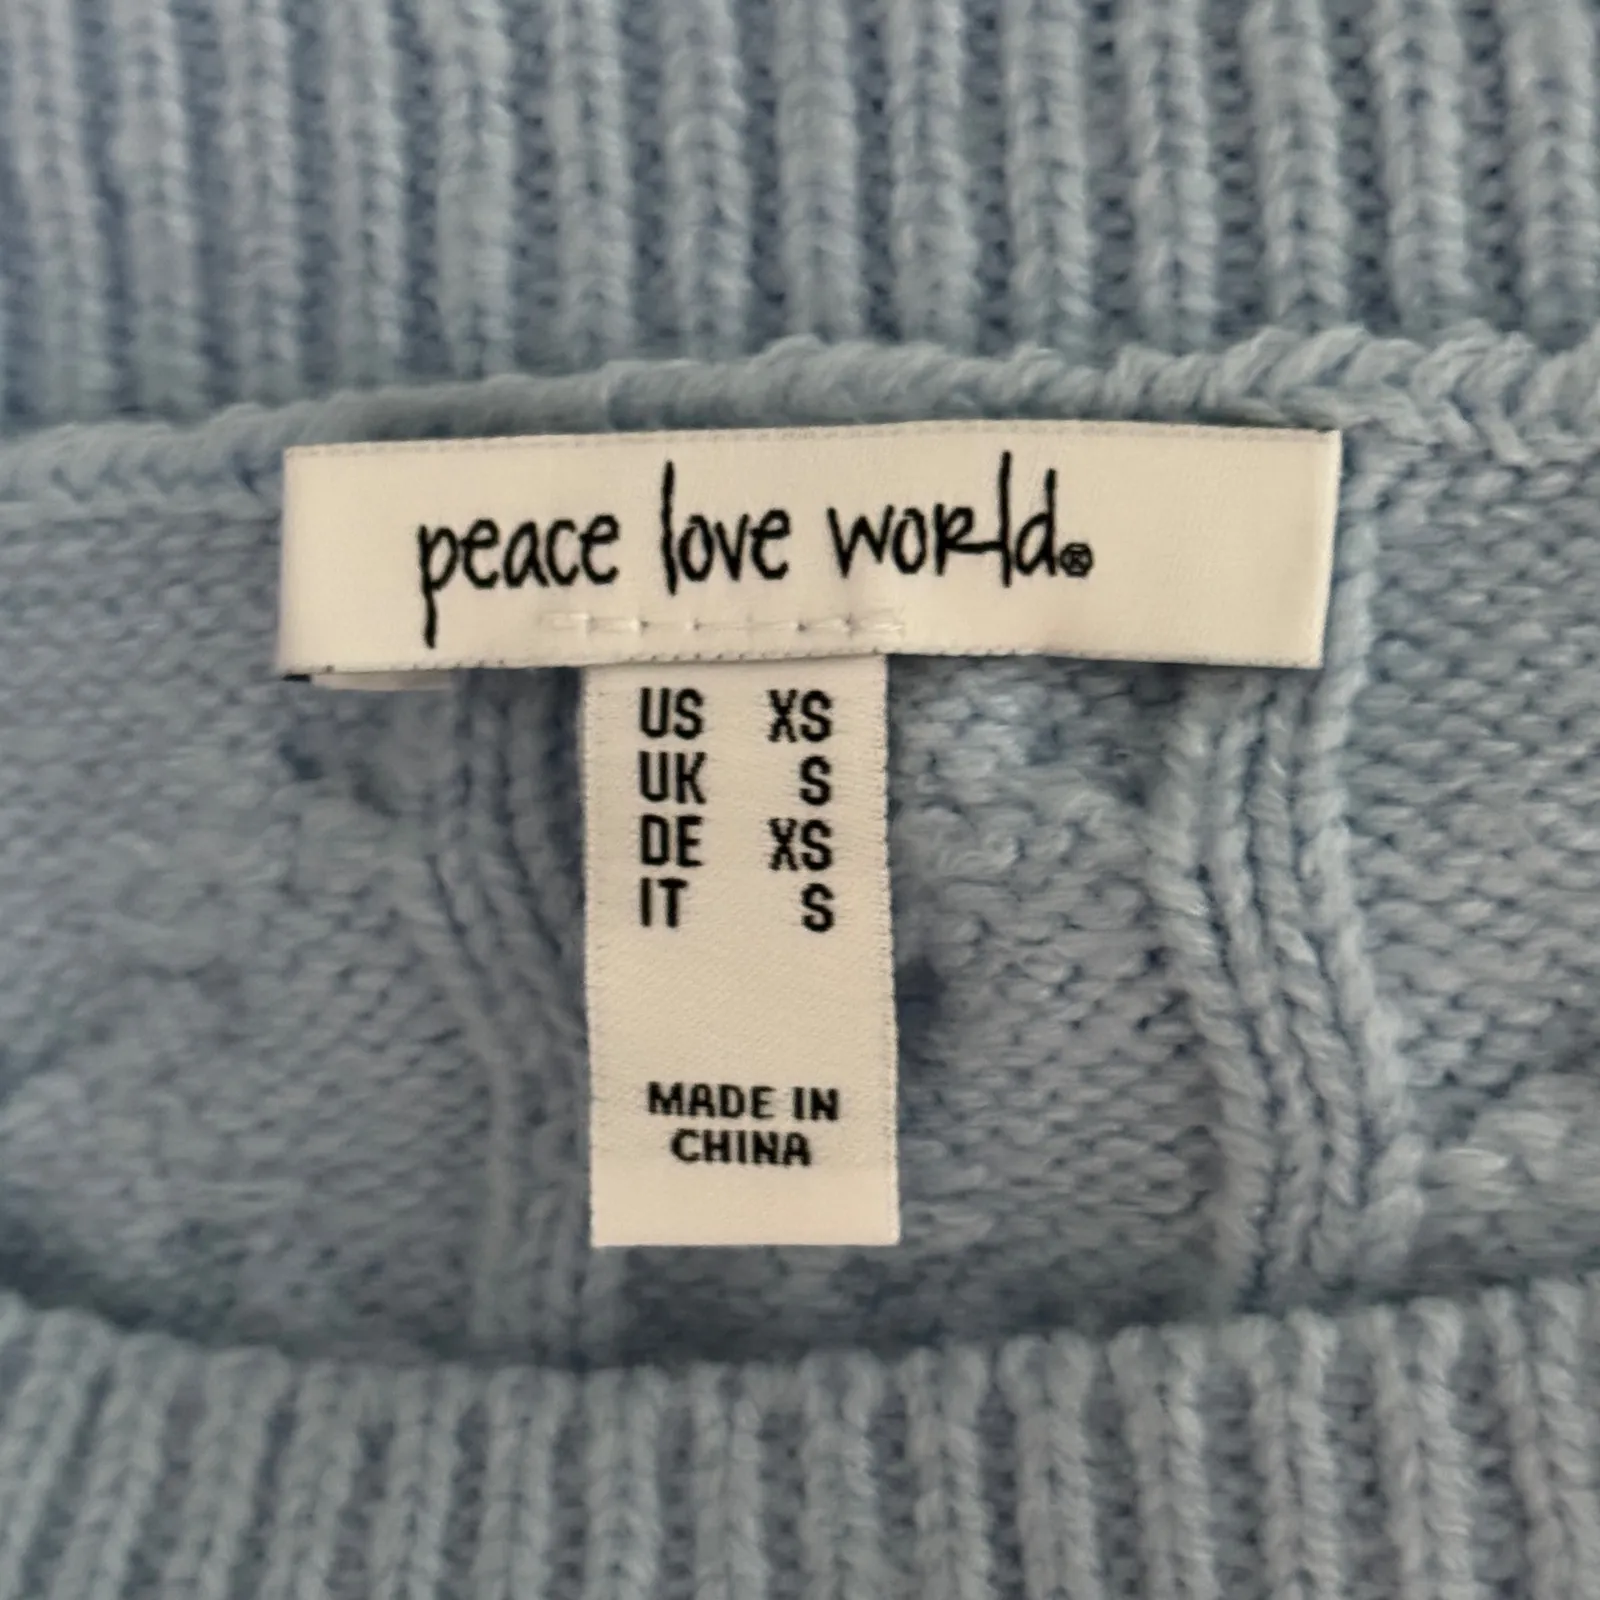 peace love world®
US XS
UK S
DE XS
IT S
MADE IN
CHINA